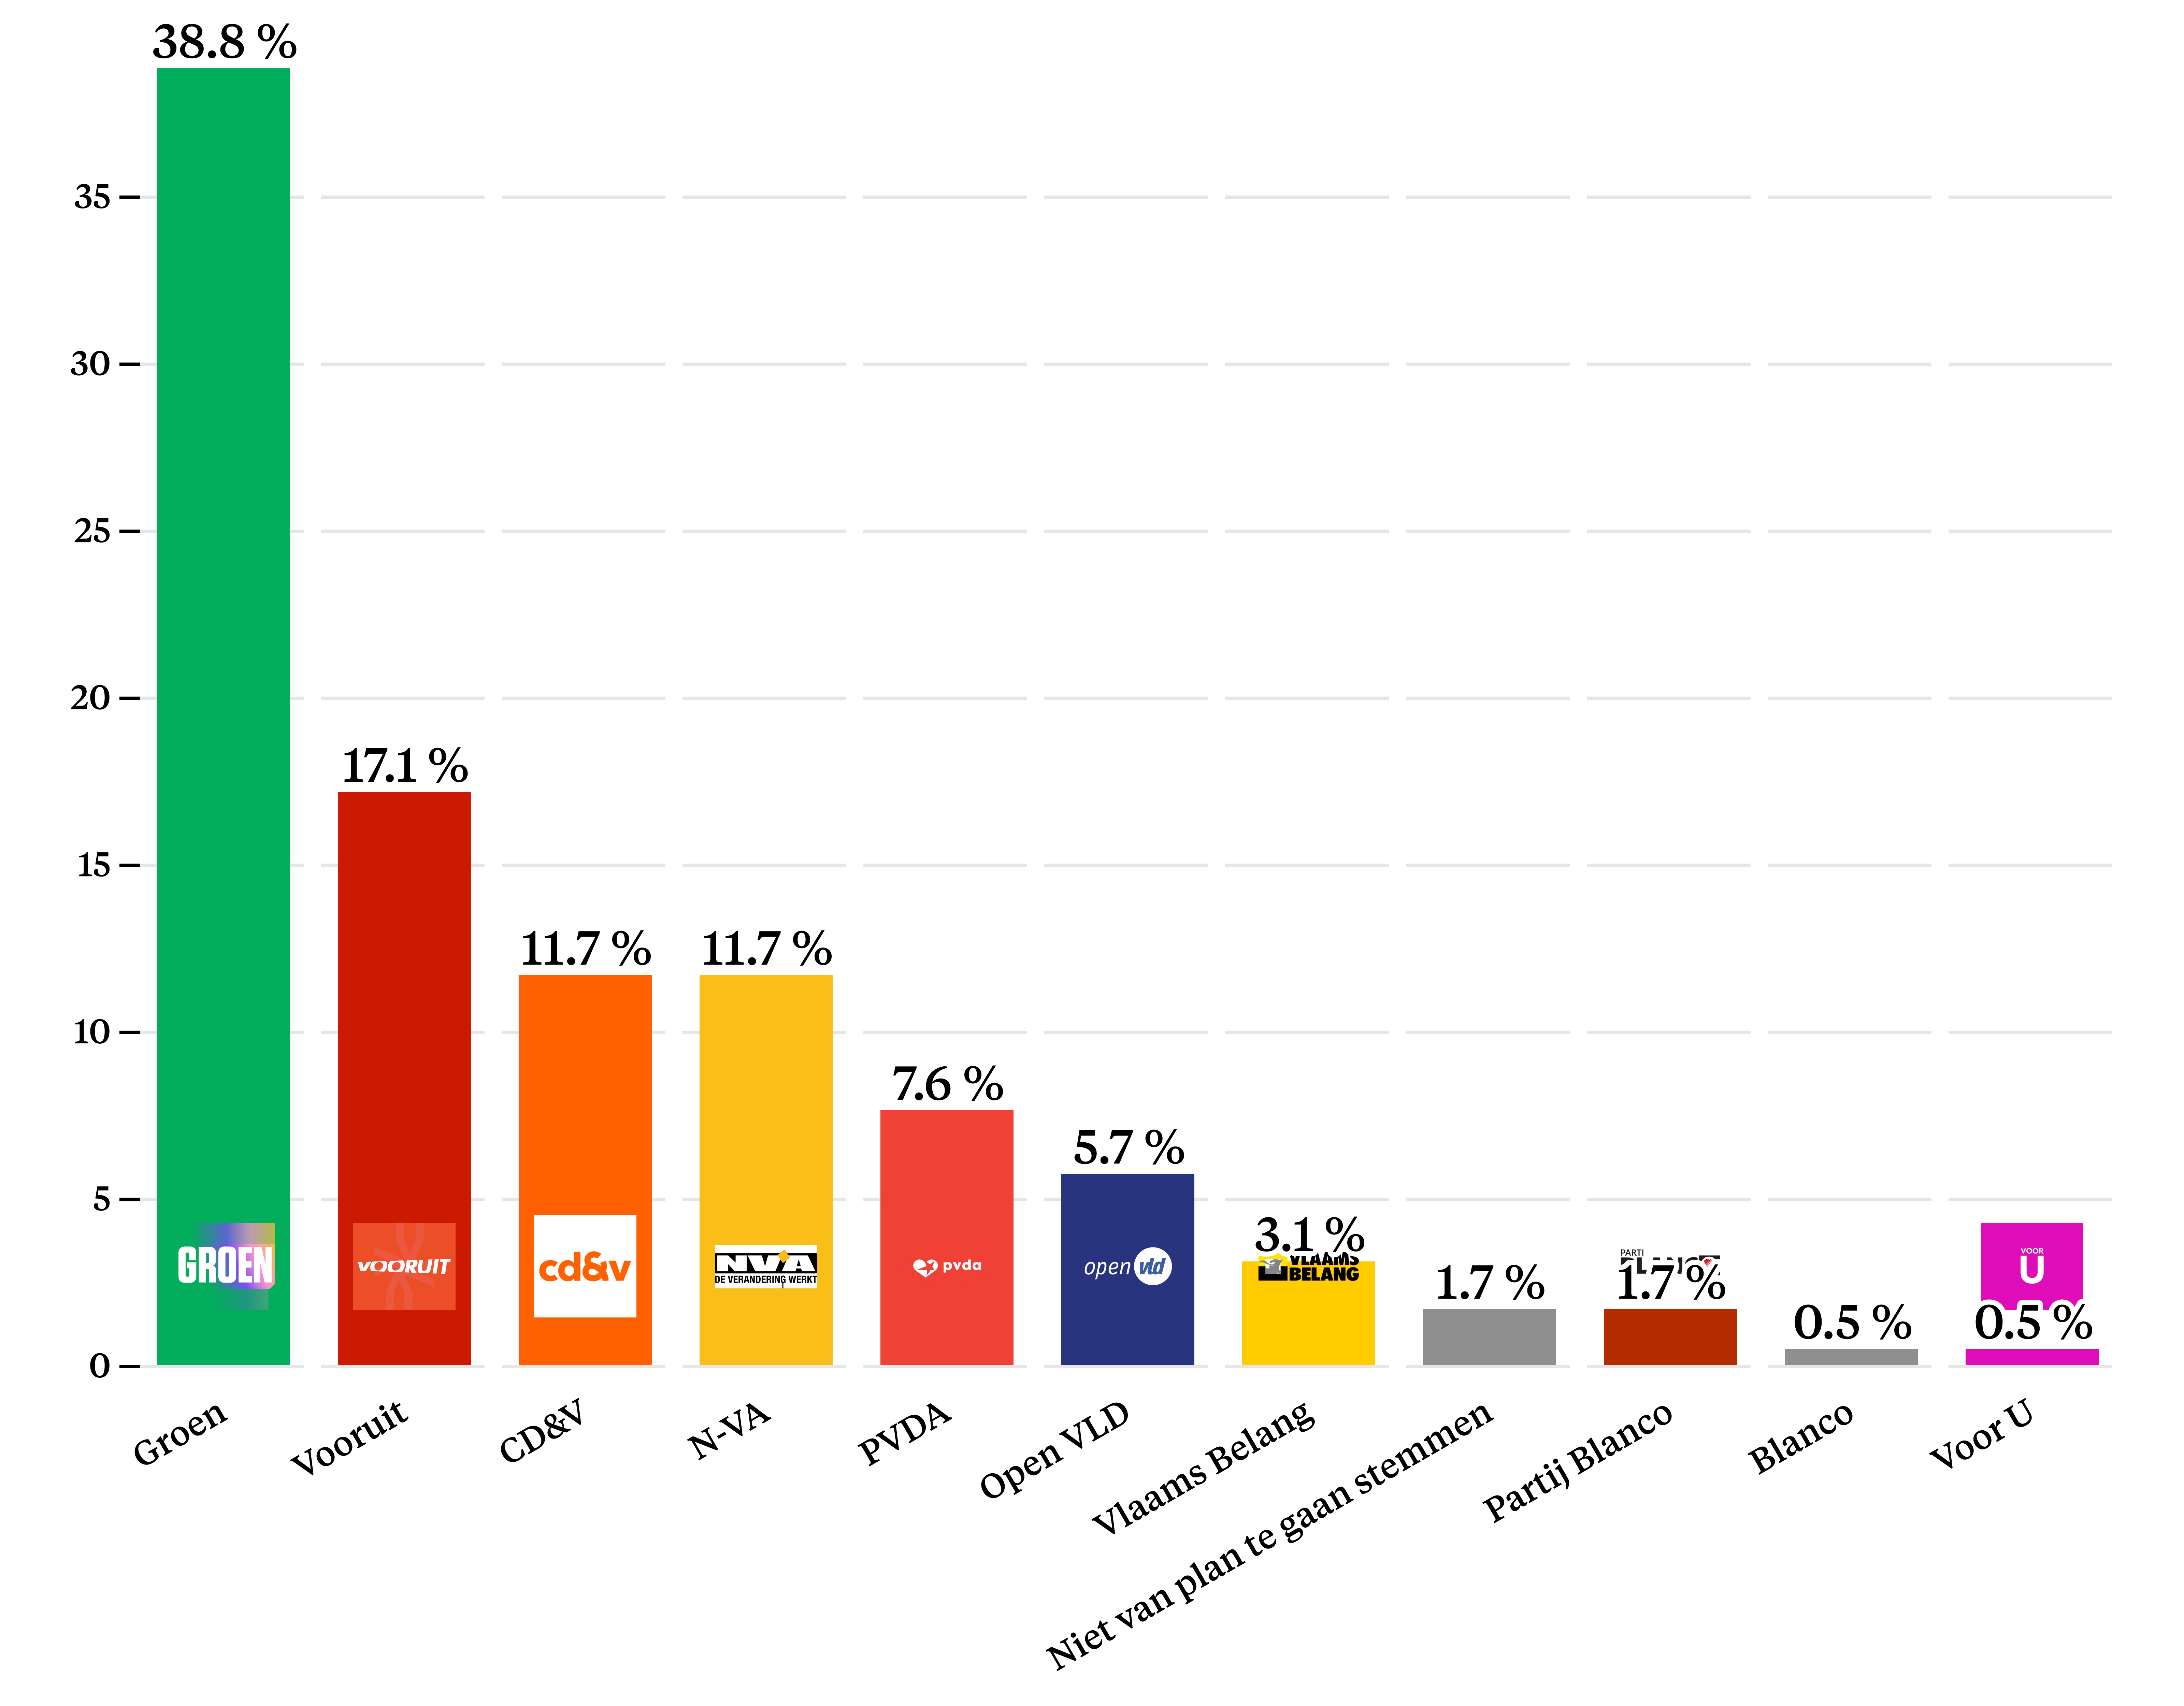 38.8 %
35
30
25
20
17.1 %
15
11.7 %
11.7 %
10
7.6 %
5.7 %
5
3.1 %
1.7 %
1.7 %
0.5 %
0.5 %
0
GROEN
VOORUIT
cd&v
N-VA
DE VERANDERING WERKT
pvda
open vld
VLAAMS
BELANG
PARTI
VOOR
U
Groen
Vooruit
CD&V
N-VA
PVDA
Open VLD
Vlaams Belang
Niet van plan te gaan stemmen
Partij Blanco
Blanco
Voor U